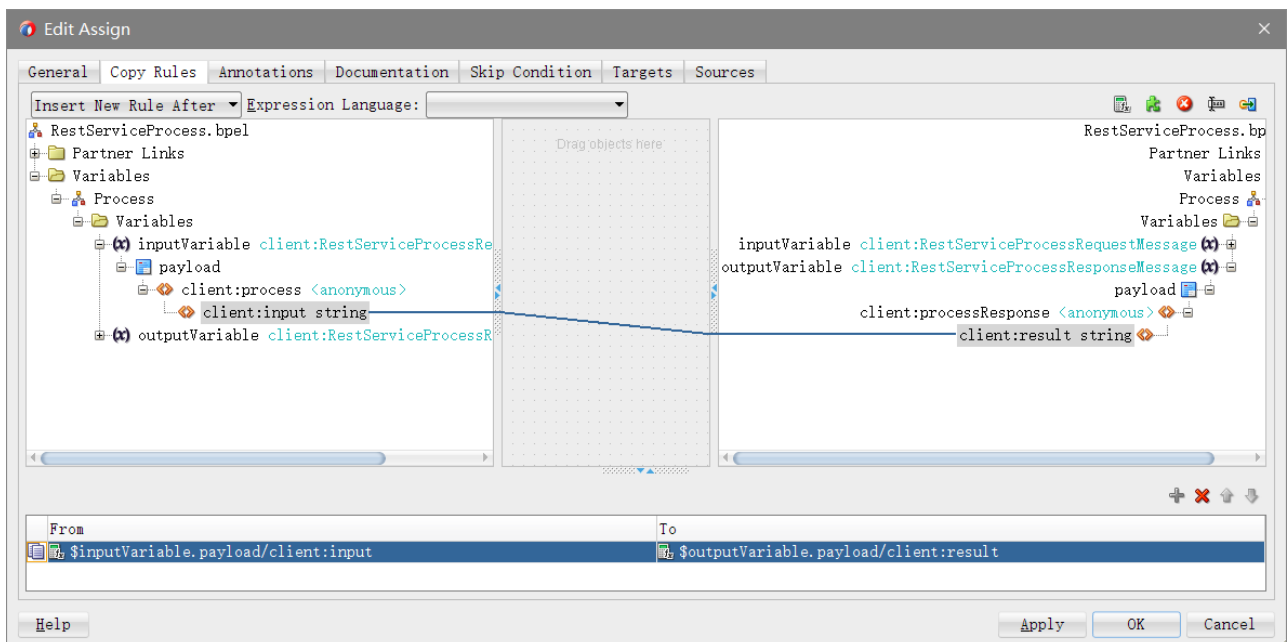 Edit Assign
General Copy Rules Annotations Documentation Skip Condition Targets Sources
Insert New Rule After Expression Language:
RestServiceProcess.bpel
Partner Links
Variables
Process
Variables
(x) inputVariable client:RestServiceProcessRe
payload
client:process <anonymous>
client:input string
(x) outputVariable client:RestServiceProcessR
Drag objects here
RestServiceProcess.bp
Partner Links
Variables
Process
Variables
inputVariable client:RestServiceProcessRequestMessage (x)
outputVariable client:RestServiceProcessResponseMessage (x)
payload
client:processResponse <anonymous>
client:result string
From To
$inputVariable.payload/client:input $outputVariable.payload/client:result
Help Apply OK Cancel